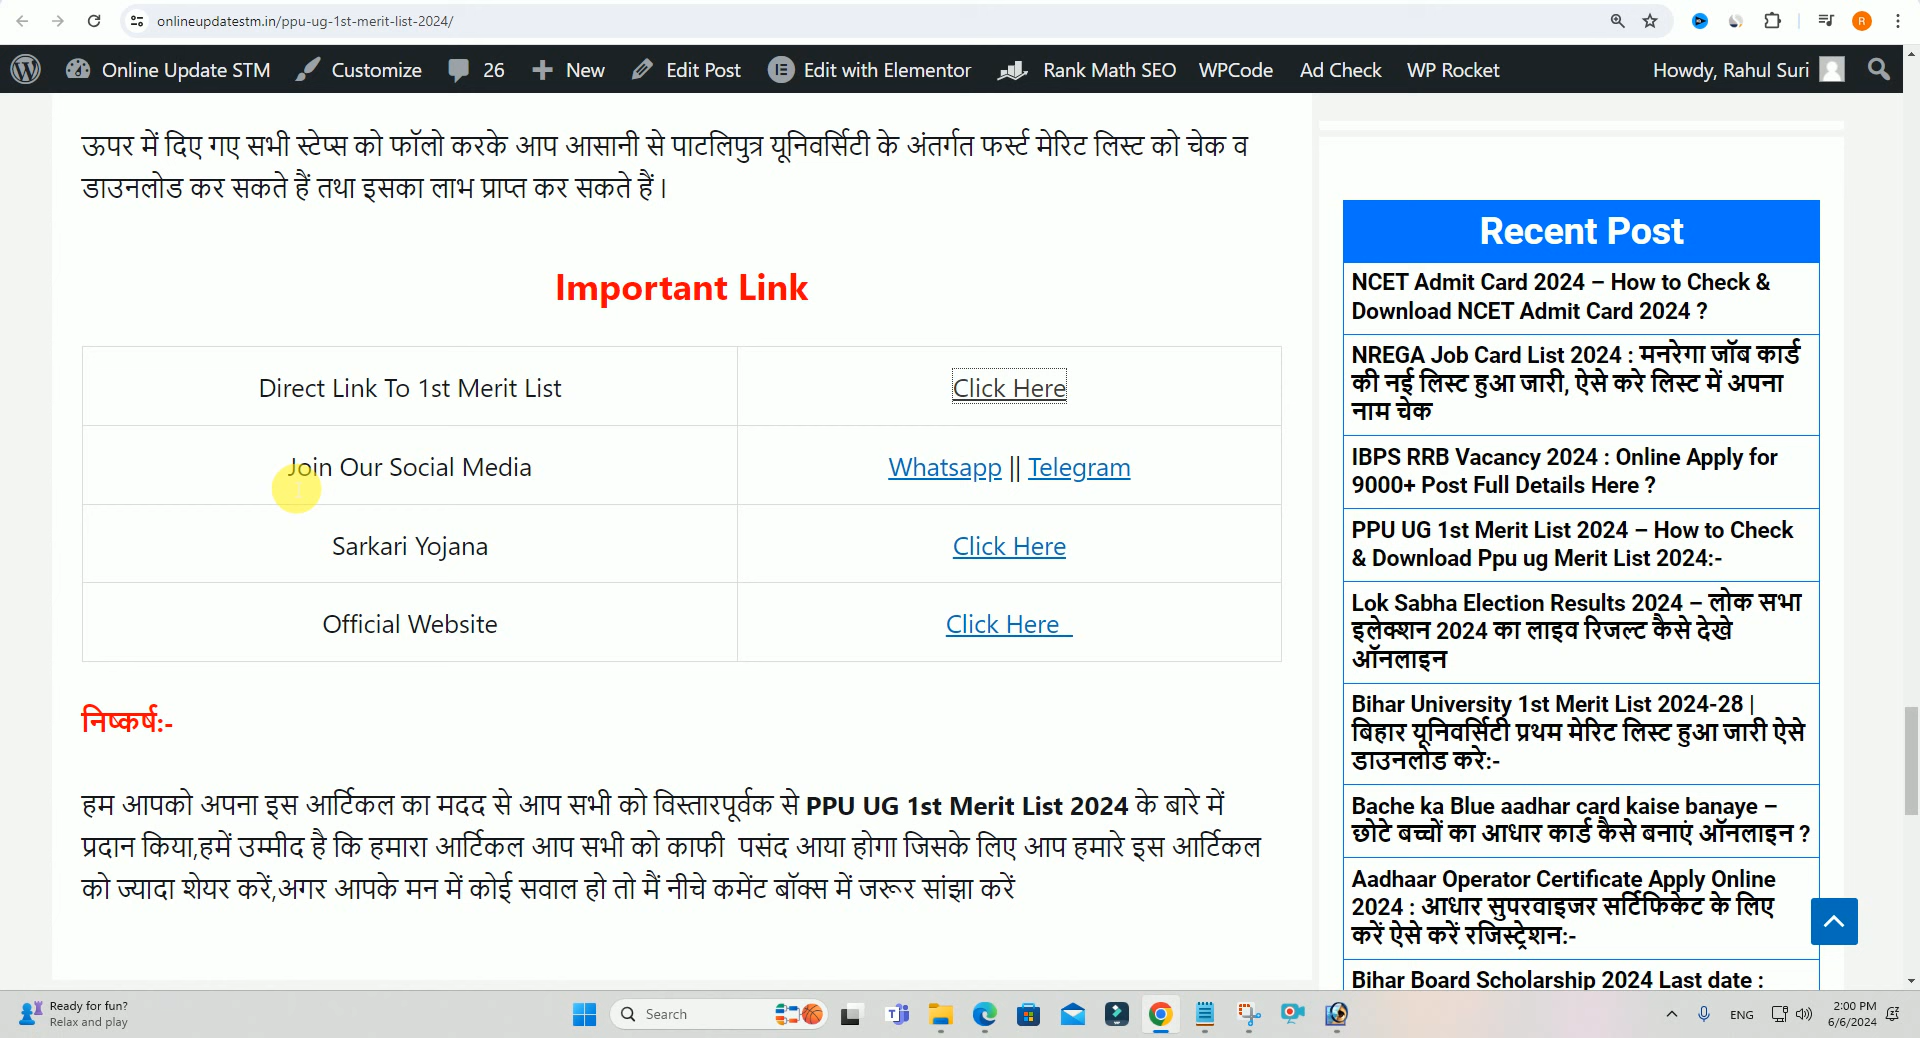 onlineupdatestm.in/ppu-ug-1st-merit-list-2024/
R
Online Update STM Customize 26 New Edit Post Edit with Elementor Rank Math SEO WPCode Ad Check WP Rocket Howdy, Rahul Suri
ऊपर में दिए गए सभी स्टेप्स को फॉलो करके आप आसानी से पाटलिपुत्र यूनिवर्सिटी के अंतर्गत फर्स्ट मेरिट लिस्ट को चेक व
डाउनलोड कर सकते हैं तथा इसका लाभ प्राप्त कर सकते हैं।
Important Link
Direct Link To 1st Merit List Click Here
Join Our Social Media Whatsapp || Telegram
Sarkari Yojana Click Here
Official Website Click Here
निष्कर्ष:-
हम आपको अपना इस आर्टिकल का मदद से आप सभी को विस्तारपूर्वक से PPU UG 1st Merit List 2024 के बारे में
प्रदान किया,हमें उम्मीद है कि हमारा आर्टिकल आप सभी को काफी पसंद आया होगा जिसके लिए आप हमारे इस आर्टिकल
को ज्यादा शेयर करें,अगर आपके मन में कोई सवाल हो तो मैं नीचे कमेंट बॉक्स में जरूर सांझा करें
Recent Post
NCET Admit Card 2024 – How to Check &
Download NCET Admit Card 2024 ?
NREGA Job Card List 2024 : मनरेगा जॉब कार्ड
की नई लिस्ट हुआ जारी, ऐसे करे लिस्ट में अपना
नाम चेक
IBPS RRB Vacancy 2024 : Online Apply for
9000+ Post Full Details Here ?
PPU UG 1st Merit List 2024 – How to Check
& Download Ppu ug Merit List 2024:-
Lok Sabha Election Results 2024 – लोक सभा
इलेक्शन 2024 का लाइव रिजल्ट कैसे देखे
ऑनलाइन
Bihar University 1st Merit List 2024-28 |
बिहार यूनिवर्सिटी प्रथम मेरिट लिस्ट हुआ जारी ऐसे
डाउनलोड करे:-
Bache ka Blue aadhar card kaise banaye –
छोटे बच्चों का आधार कार्ड कैसे बनाएं ऑनलाइन ?
Aadhaar Operator Certificate Apply Online
2024 : आधार सुपरवाइजर सर्टिफिकेट के लिए
करें ऐसे करें रजिस्ट्रेशन:-
Bihar Board Scholarship 2024 Last date :
Ready for fun?
Relax and play
Search
ENG
2:00 PM
6/6/2024